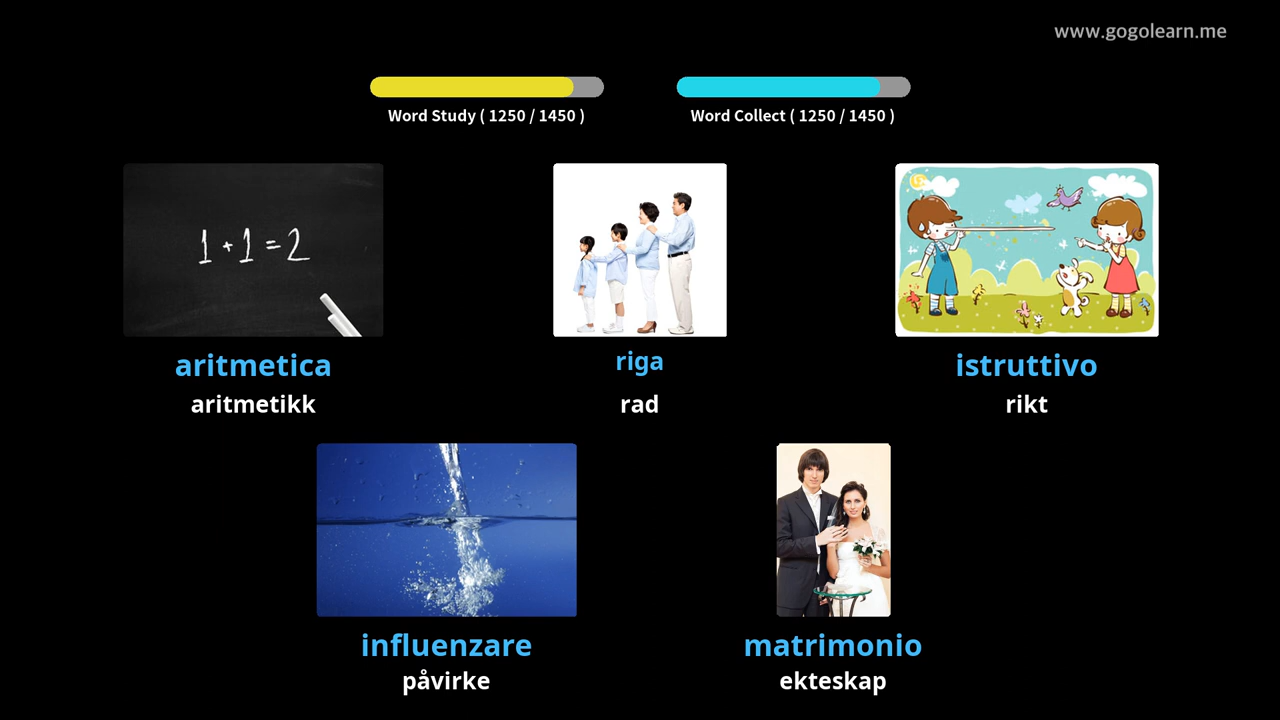 www.gogolearn.me
Word Study ( 1250 / 1450 )
Word Collect ( 1250 / 1450 )
1 + 1 = 2
aritmetica
aritmetikk
riga
rad
istruttivo
rikt
influenzare
påvirke
matrimonio
ekteskap